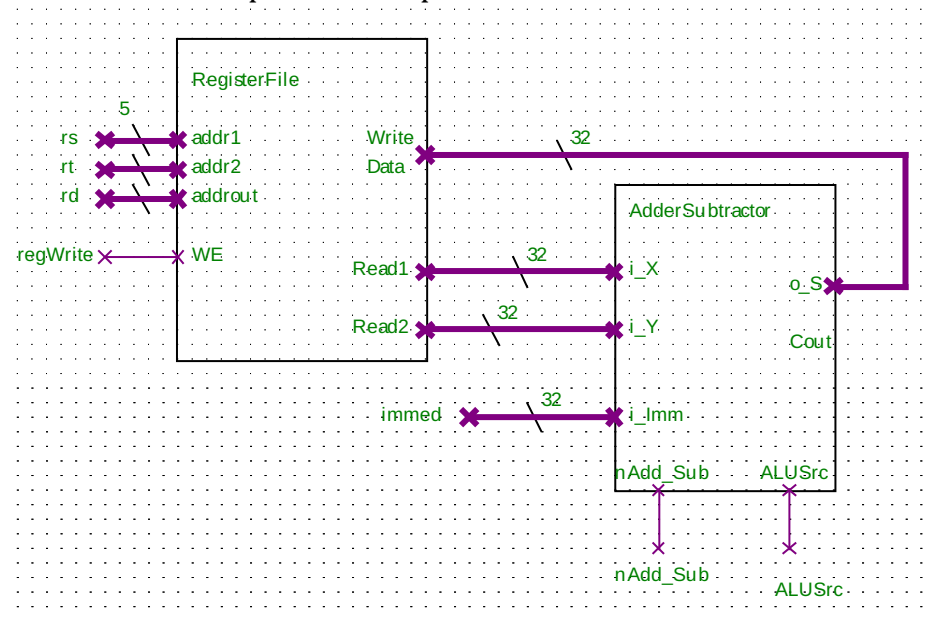 RegisterFile
5
rs
addr1
Write
32
rt
addr2
Data
rd
addrout
AdderSubtractor
regWrite
WE
Read1
32
i_X
o_S
Read2
32
i_Y
Cout
immed
32
i_Imm
nAdd_Sub
ALUSrc
nAdd_Sub
ALUSrc